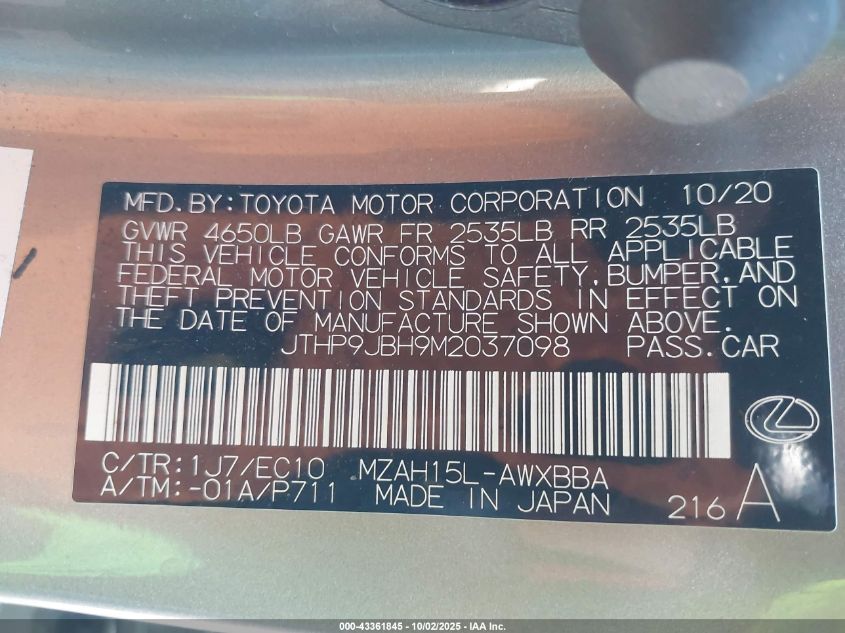 MFD.BY:TOYOTA MOTOR CORPORATION 10/20
GVWR 4650LB GAWR FR 2535LB RR 2535LB
THIS VEHICLE CONFORMS TO ALL APPLICABLE
FEDERAL MOTOR VEHICLE SAFETY,BUMPER,AND
THEFT PREVENTION STANDARDS IN EFFECT ON
THE DATE OF MANUFACTURE SHOWN ABOVE.
JTHP9JBH9M2037098 PASS.CAR
C/TR:1J7/EC10 MZAH15L-AWXBBA
A/TM:-01A/P711 MADE IN JAPAN 216 A
000-43361845 - 10/02/2025 - IAA Inc.